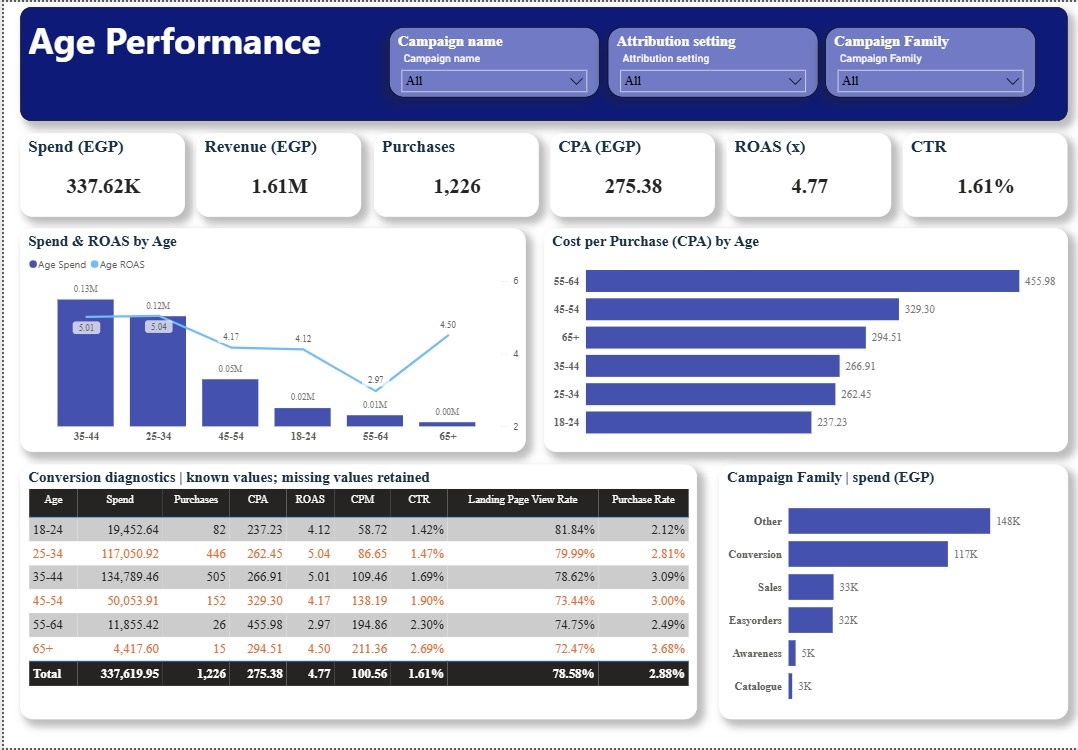 Age Performance
Campaign name
Campaign name
All
Attribution setting
Attribution setting
All
Campaign Family
Campaign Family
All
Spend (EGP)
337.62K
Revenue (EGP)
1.61M
Purchases
1,226
CPA (EGP)
275.38
ROAS (x)
4.77
CTR
1.61%
Spend & ROAS by Age
Age Spend Age ROAS
0.13M
0.12M
0.05M
0.02M
0.01M
0.00M
5.01
5.04
4.17
4.12
2.97
4.50
6
4
2
35-44 25-34 45-54 18-24 55-64 65+
Cost per Purchase (CPA) by Age
55-64 455.98
45-54 329.30
65+ 294.51
35-44 266.91
25-34 262.45
18-24 237.23
Conversion diagnostics | known values; missing values retained
Age Spend Purchases CPA ROAS CPM CTR Landing Page View Rate Purchase Rate
18-24 19,452.64 82 237.23 4.12 58.72 1.42% 81.84% 2.12%
25-34 117,050.92 446 262.45 5.04 86.65 1.47% 79.99% 2.81%
35-44 134,789.46 505 266.91 5.01 109.46 1.69% 78.62% 3.09%
45-54 50,053.91 152 329.30 4.17 138.19 1.90% 73.44% 3.00%
55-64 11,855.42 26 455.98 2.97 194.86 2.30% 74.75% 2.49%
65+ 4,417.60 15 294.51 4.50 211.36 2.69% 72.47% 3.68%
Total 337,619.95 1,226 275.38 4.77 100.56 1.61% 78.58% 2.88%
Campaign Family | spend (EGP)
Other 148K
Conversion 117K
Sales 33K
Easyorders 32K
Awareness 5K
Catalogue 3K